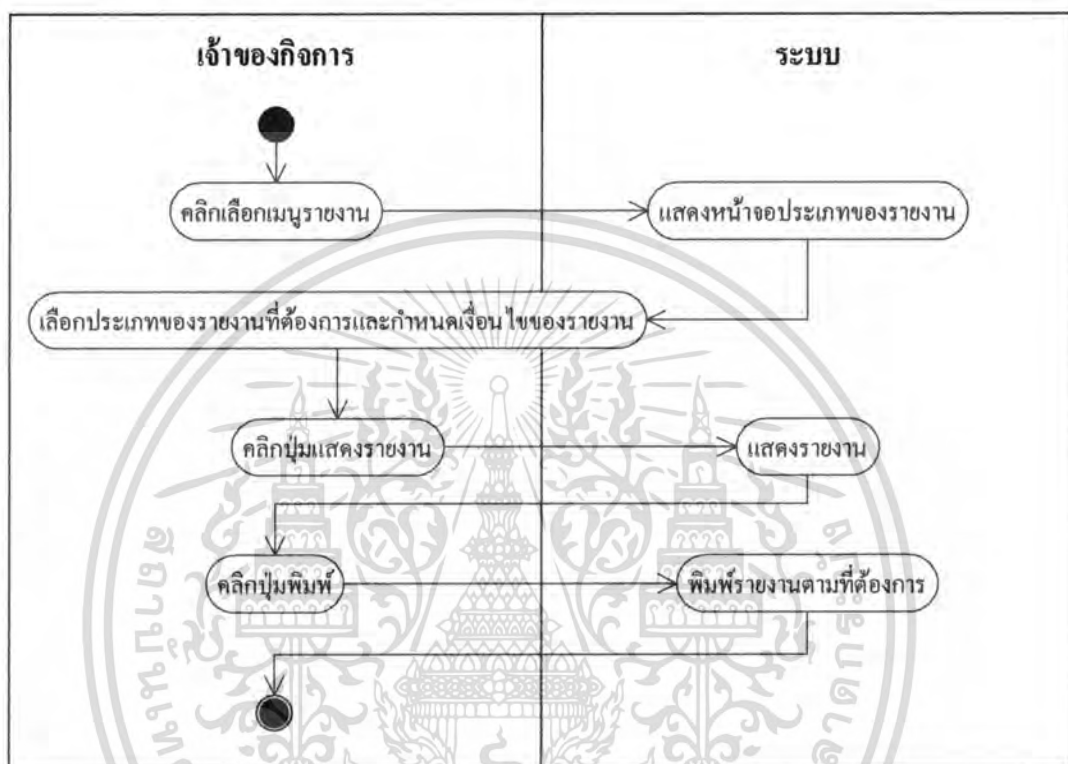 เจ้าของกิจการ
ระบบ
คลิกเลือกเมนูรายงาน
แสดงหน้าจอประเภทของรายงาน
เลือกประเภทของรายงานที่ต้องการและกำหนดเงื่อนไขของรายงาน
คลิกปุ่มแสดงรายงาน
แสดงรายงาน
คลิกปุ่มพิมพ์
พิมพ์รายงานตามที่ต้องการ